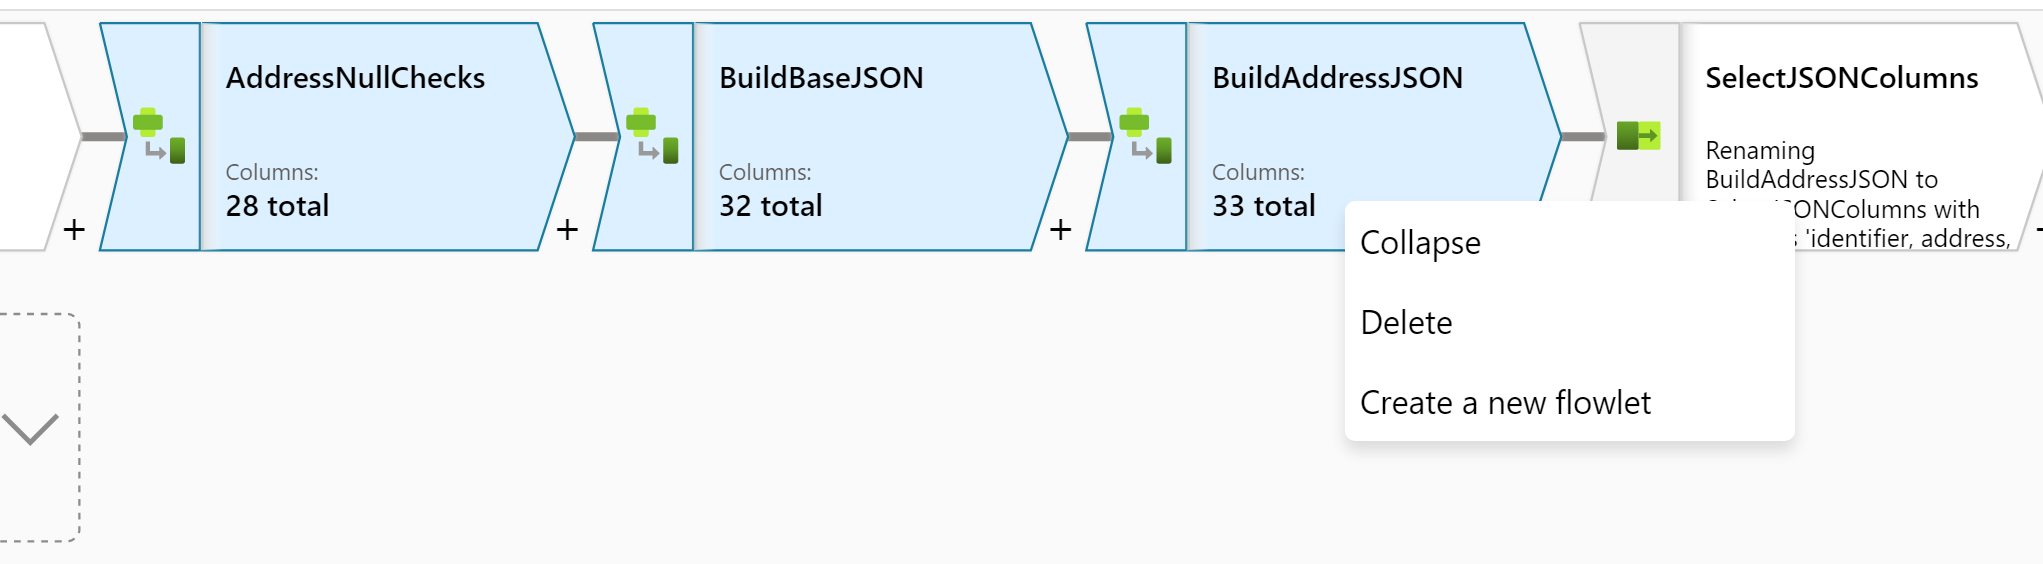 AddressNullChecks
Columns:
28 total
+
BuildBaseJSON
Columns:
32 total
+
BuildAddressJSON
Columns:
33 total
+
SelectJSONColumns
Renaming
BuildAddressJSON to
ONColumns with
'identifier, address,
Collapse
Delete
Create a new flowlet